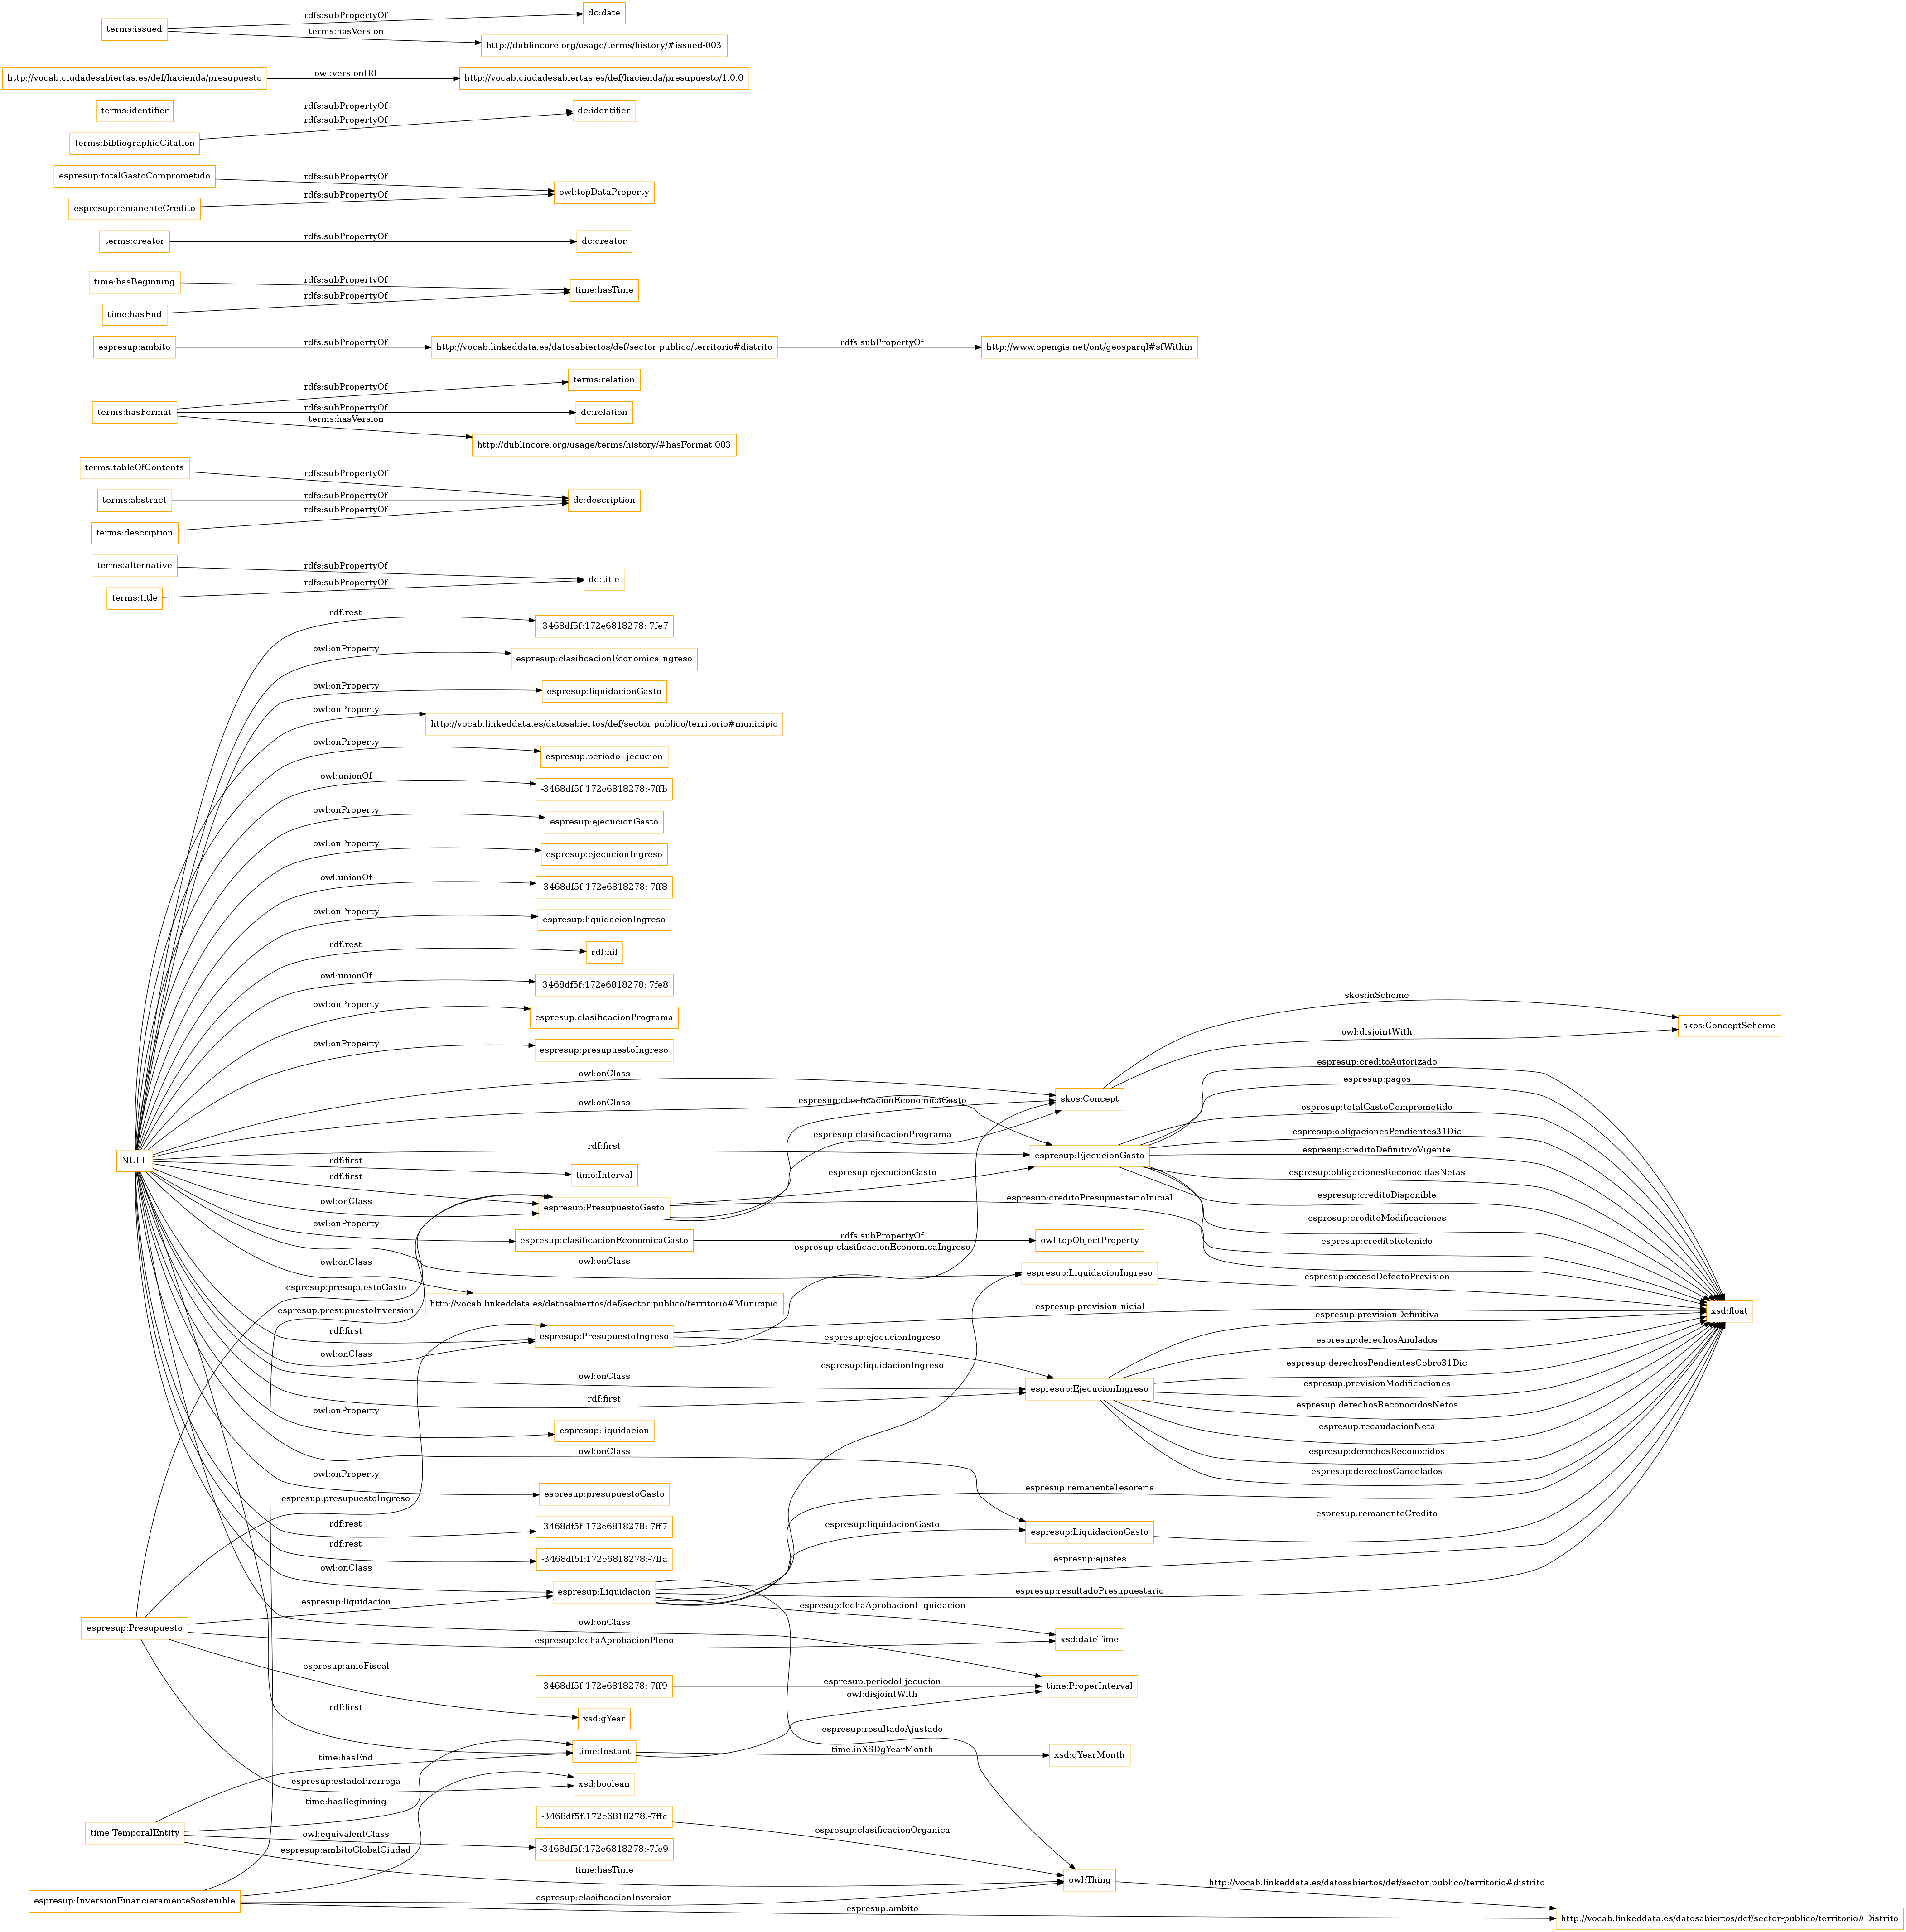 rdfs:subPropertyOf
dc:date
terms:issued
terms:hasVersion
http://dublincore.org/usage/terms/history/#issued-003
http://vocab.ciudadesabiertas.es/def/hacienda/presupuesto
owl:versionIRI
http://vocab.ciudadesabiertas.es/def/hacienda/presupuesto/1.0.0
terms:identifier
rdfs:subPropertyOf
dc:identifier
rdfs:subPropertyOf
terms:bibliographicCitation
espresup:totalGastoComprometido
rdfs:subPropertyOf
owl:topDataProperty
rdfs:subPropertyOf
espresup:remanenteCredito
terms:creator
rdfs:subPropertyOf
dc:creator
time:hasBeginning
rdfs:subPropertyOf
time:hasTime
rdfs:subPropertyOf
time:hasEnd
espresup:ambito
rdfs:subPropertyOf
http://vocab.linkeddata.es/datosabiertos/def/sector-publico/territorio#distrito
rdfs:subPropertyOf
http://www.opengis.net/ont/geosparql#sfWithin
rdfs:subPropertyOf
terms:relation
terms:hasFormat
rdfs:subPropertyOf
dc:relation
terms:hasVersion
http://dublincore.org/usage/terms/history/#hasFormat-003
terms:tableOfContents
rdfs:subPropertyOf
terms:abstract
rdfs:subPropertyOf
dc:description
rdfs:subPropertyOf
terms:description
terms:alternative
rdfs:subPropertyOf
dc:title
rdfs:subPropertyOf
terms:title
rdf:rest
-3468df5f:172e6818278:-7fe7
owl:onProperty
espresup:clasificacionEconomicaIngreso
owl:onProperty
espresup:liquidacionGasto
owl:onProperty
http://vocab.linkeddata.es/datosabiertos/def/sector-publico/territorio#municipio
owl:onProperty
espresup:periodoEjecucion
owl:unionOf
-3468df5f:172e6818278:-7ffb
owl:onProperty
espresup:ejecucionGasto
owl:onProperty
espresup:ejecucionIngreso
owl:unionOf
-3468df5f:172e6818278:-7ff8
owl:onProperty
espresup:liquidacionIngreso
rdf:rest
rdf:nil
owl:unionOf
-3468df5f:172e6818278:-7fe8
skos:inScheme
owl:onProperty
espresup:clasificacionPrograma
skos:ConceptScheme
owl:disjointWith
owl:onProperty
espresup:presupuestoIngreso
espresup:creditoAutorizado
owl:onClass
espresup:pagos
skos:Concept
espresup:clasificacionEconomicaGasto
owl:onClass
espresup:totalGastoComprometido
espresup:clasificacionPrograma
espresup:obligacionesPendientes31Dic
rdf:first
espresup:EjecucionGasto
espresup:creditoDefinitivoVigente
NULL
rdf:first
time:Interval
espresup:ejecucionGasto
espresup:obligacionesReconocidasNetas
rdf:first
espresup:creditoPresupuestarioInicial
espresup:creditoDisponible
owl:onClass
espresup:PresupuestoGasto
espresup:creditoModificaciones
owl:onProperty
espresup:clasificacionEconomicaGasto
rdfs:subPropertyOf
owl:topObjectProperty
espresup:creditoRetenido
espresup:clasificacionEconomicaIngreso
owl:onClass
owl:onClass
espresup:LiquidacionIngreso
espresup:excesoDefectoPrevision
espresup:presupuestoGasto
http://vocab.linkeddata.es/datosabiertos/def/sector-publico/territorio#Municipio
espresup:presupuestoInversion
espresup:previsionInicial
xsd:float
espresup:previsionDefinitiva
rdf:first
espresup:PresupuestoIngreso
espresup:ejecucionIngreso
espresup:derechosAnulados
owl:onClass
espresup:liquidacionIngreso
espresup:derechosPendientesCobro31Dic
owl:onClass
espresup:EjecucionIngreso
espresup:previsionModificaciones
rdf:first
espresup:derechosReconocidosNetos
owl:onProperty
espresup:liquidacion
espresup:recaudacionNeta
owl:onClass
espresup:derechosReconocidos
owl:onProperty
espresup:derechosCancelados
espresup:presupuestoIngreso
espresup:presupuestoGasto
espresup:remanenteTesoreria
rdf:rest
-3468df5f:172e6818278:-7ff7
espresup:liquidacionGasto
espresup:LiquidacionGasto
espresup:remanenteCredito
rdf:rest
-3468df5f:172e6818278:-7ffa
espresup:ajustes
owl:onClass
espresup:Liquidacion
espresup:resultadoPresupuestario
espresup:liquidacion
espresup:fechaAprobacionLiquidacion
espresup:Presupuesto
owl:onClass
espresup:fechaAprobacionPleno
xsd:dateTime
espresup:anioFiscal
-3468df5f:172e6818278:-7ff9
espresup:periodoEjecucion
time:ProperInterval
owl:disjointWith
rdf:first
xsd:gYear
espresup:resultadoAjustado
time:hasEnd
time:Instant
time:inXSDgYearMonth
xsd:gYearMonth
espresup:estadoProrroga
xsd:boolean
time:hasBeginning
-3468df5f:172e6818278:-7ffc
espresup:clasificacionOrganica
time:TemporalEntity
owl:equivalentClass
-3468df5f:172e6818278:-7fe9
espresup:ambitoGlobalCiudad
time:hasTime
owl:Thing
http://vocab.linkeddata.es/datosabiertos/def/sector-publico/territorio#distrito
espresup:InversionFinancieramenteSostenible
espresup:clasificacionInversion
espresup:ambito
http://vocab.linkeddata.es/datosabiertos/def/sector-publico/territorio#Distrito